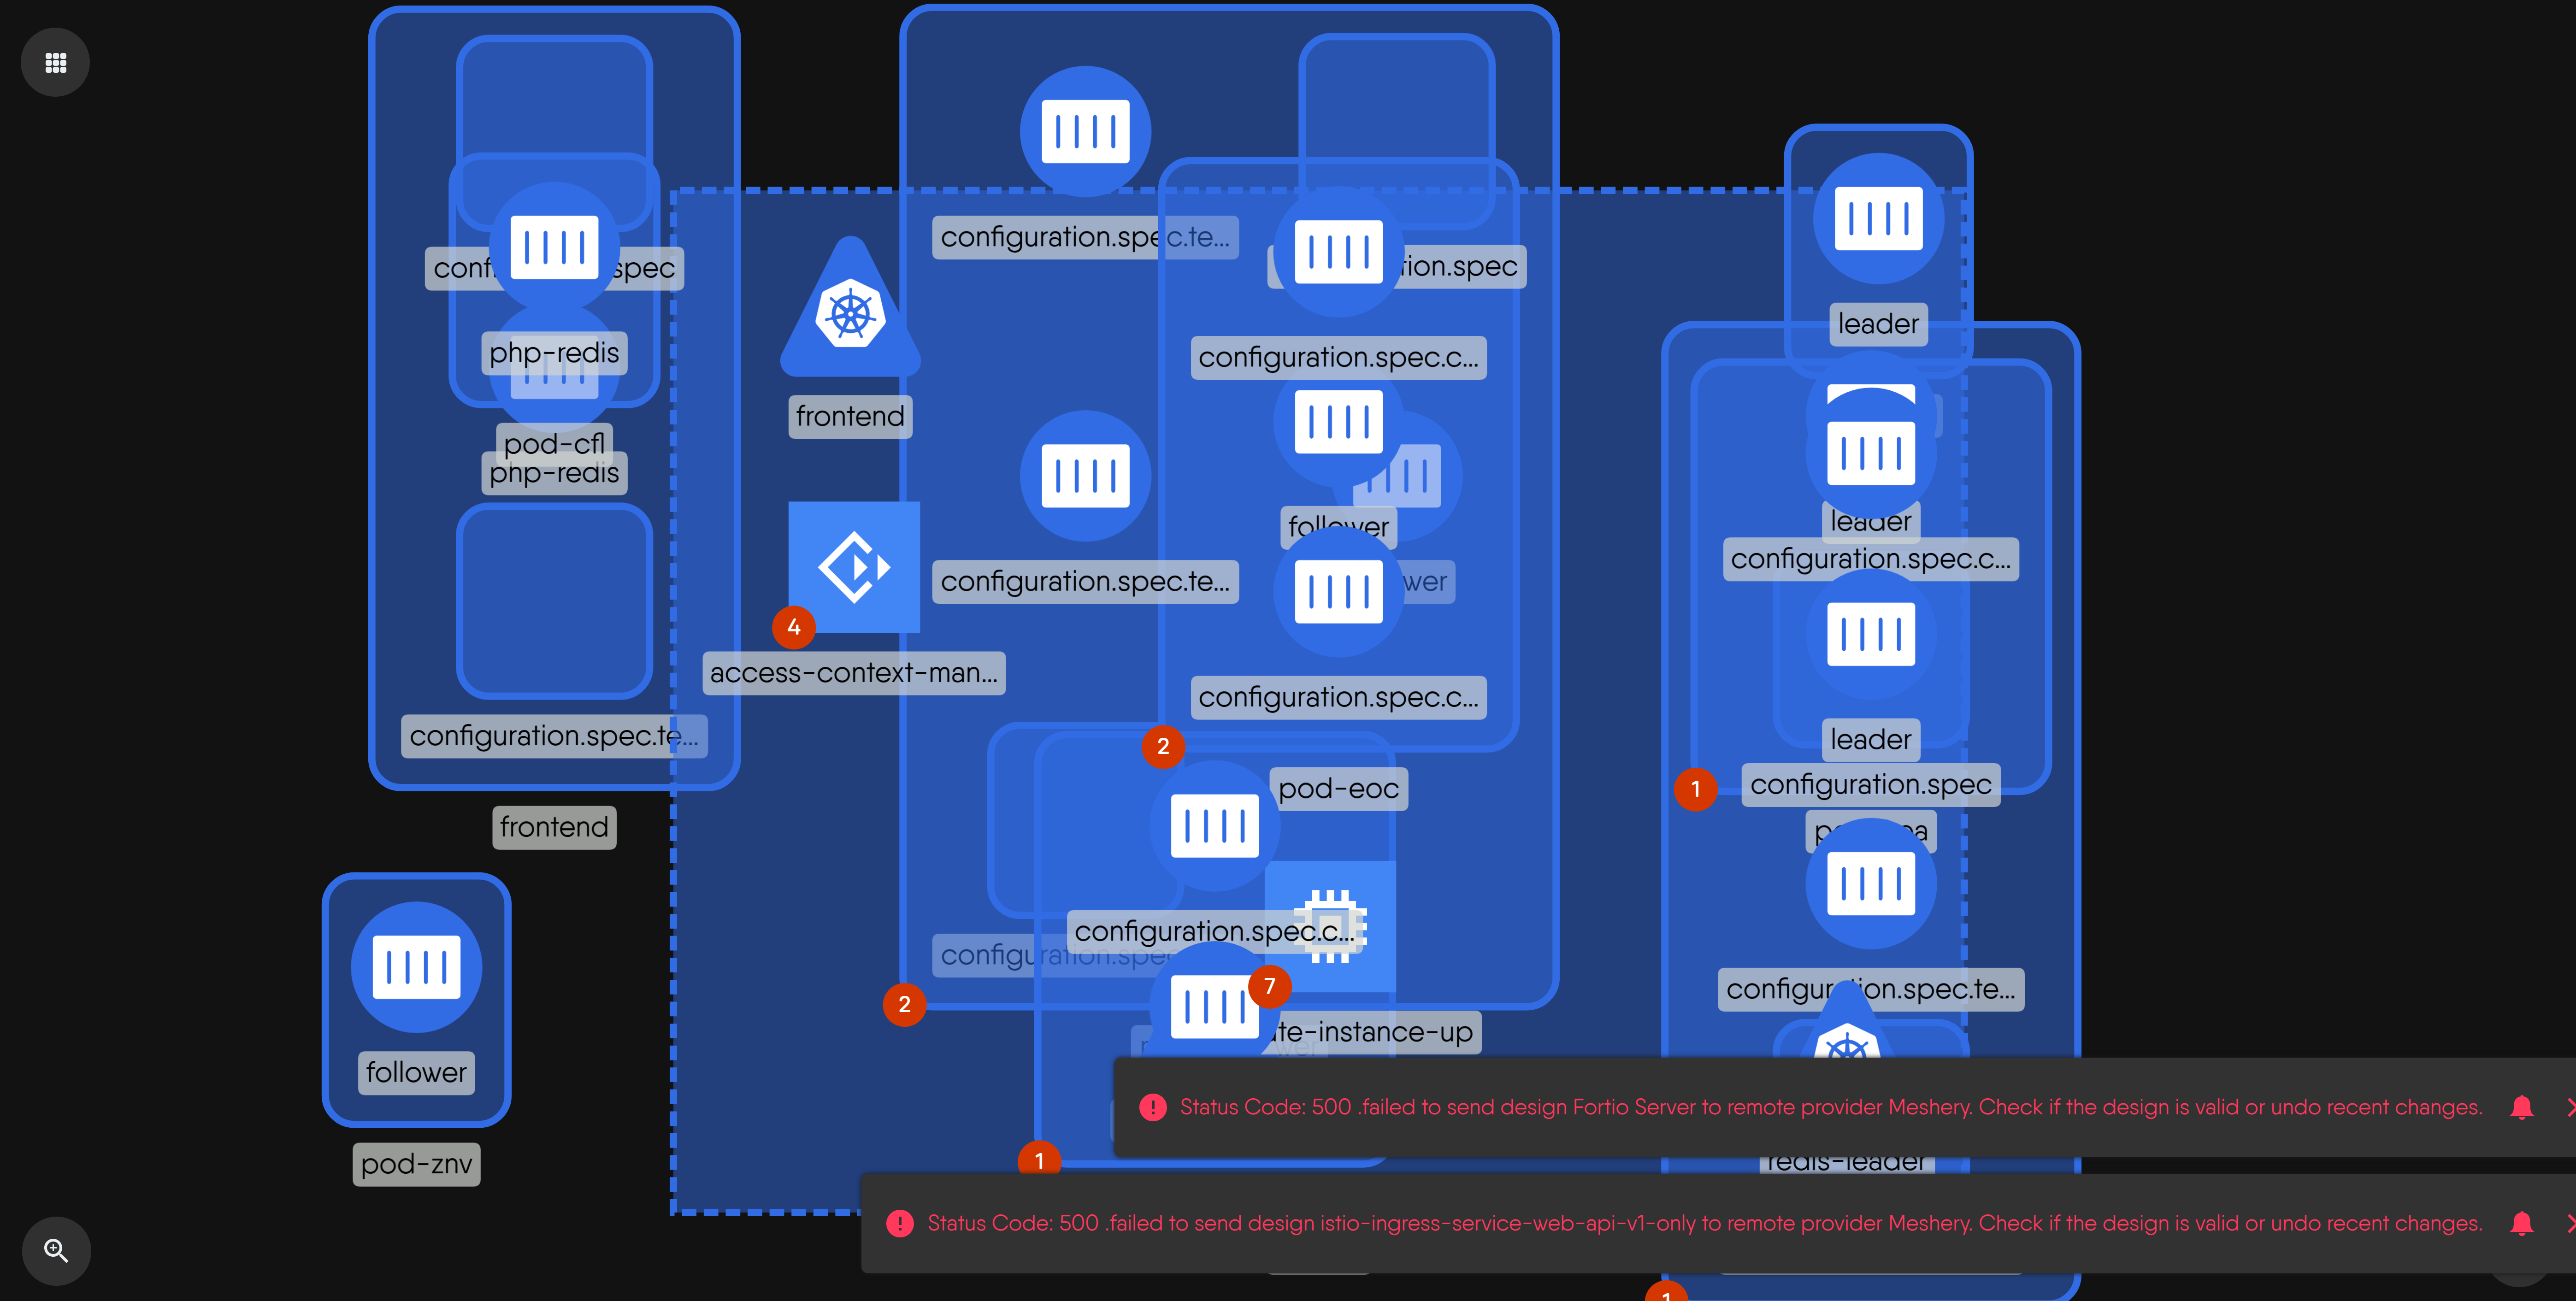 configuration.spec.te...
tion.spec
conf
spec
leader
php-redis
configuration.spec.c...
frontend
pod-cfl
php-redis
leader
follower
configuration.spec.c...
configuration.spec.te...
wer
4
access-context-man...
configuration.spec.c...
configuration.spec.te...
leader
2
configuration.spec
1
pod-eoc
frontend
configuration.spec.c...
7
configuration.spec.te...
2
te-instance-up
follower
Status Code: 500 .failed to send design Fortio Server to remote provider Meshery. Check if the design is valid or undo recent changes.
pod-znv
1
redis-leader
Status Code: 500 .failed to send design istio-ingress-service-web-api-v1-only to remote provider Meshery. Check if the design is valid or undo recent changes.
1